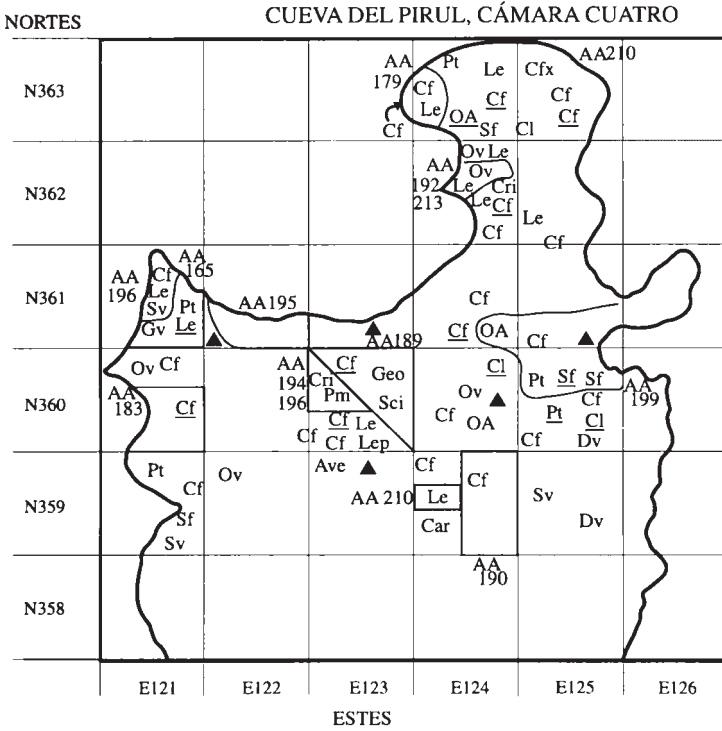 NORTES
CUEVA DEL PIRUL, CÁMARA CUATRO
AA210
AA Pt
179 Le Cfx
N363 Cf Cf
Le Cf Cf
OA
Cf Sf Cl
Ov Le
AA Ov
N362 192 Le Cri
213 Le Cf
Le
Cf Cf
AA
165
AA Cf
196 Le
N361 Sv Pt AA195 Cf
Gv Le AA189 Cf OA Cf
Ov Cf AA Cf Geo Cl
194 Cri Pt Sf Sf AA
AA 196 Pm Ov Cf 199
N360 183 Cf Sci Cf Pt Cl
Cf Le OA
Cf Cf Lep Cf Dv
Pt Ov Ave Cf Cf
Cf AA 210 Le Sv
N359 Sf Car Dv
Sv
AA
190
N358
E121 E122 E123 E124 E125 E126
ESTES